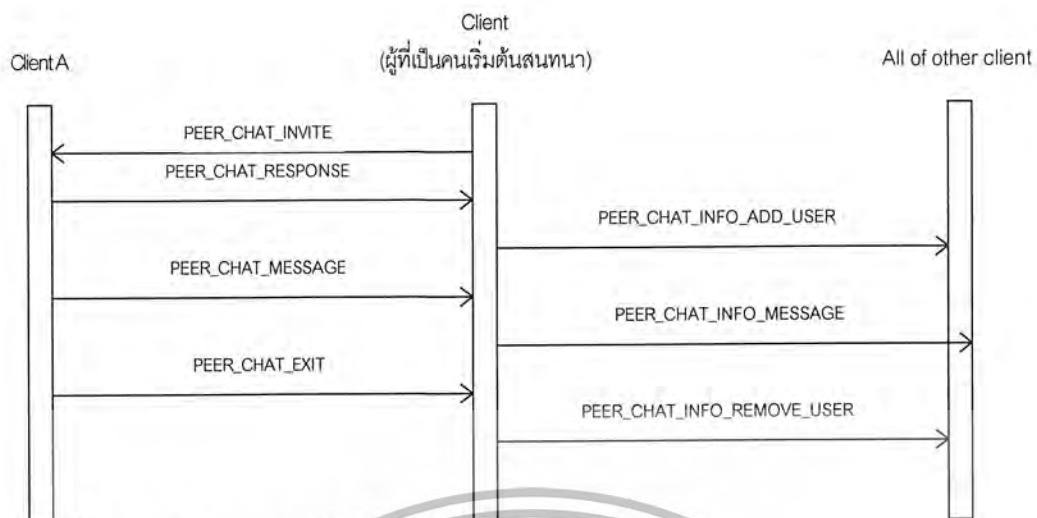 Client
Client A
(ผู้ที่เป็นคนเริ่มต้นสนทนา)
All of other client
PEER_CHAT_INVITE
PEER_CHAT_RESPONSE
PEER_CHAT_INFO_ADD_USER
PEER_CHAT_MESSAGE
PEER_CHAT_INFO_MESSAGE
PEER_CHAT_EXIT
PEER_CHAT_INFO_REMOVE_USER